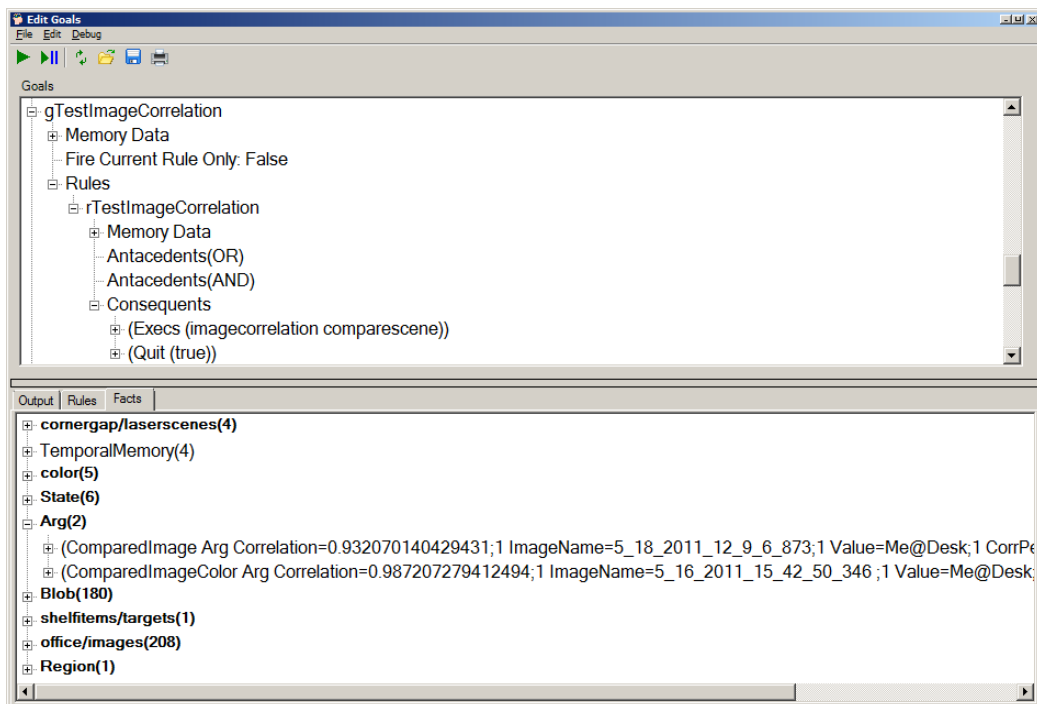 Edit Goals
File Edit Debug
Goals
gTestImageCorrelation
Memory Data
Fire Current Rule Only: False
Rules
rTestImageCorrelation
Memory Data
Antacedents(OR)
Antacedents(AND)
Consequents
(Execs (imagecorrelation comparescene))
(Quit (true))
Output Rules Facts
cornergap/laserscenes(4)
TemporalMemory(4)
color(5)
State(6)
Arg(2)
(ComparedImage Arg Correlation=0.932070140429431;1 ImageName=5_18_2011_12_9_6_873;1 Value=Me@Desk;1 CorrPe
(ComparedImageColor Arg Correlation=0.987207279412494;1 ImageName=5_16_2011_15_42_50_346 ;1 Value=Me@Desk;
Blob(180)
shelfitems/targets(1)
office/images(208)
Region(1)